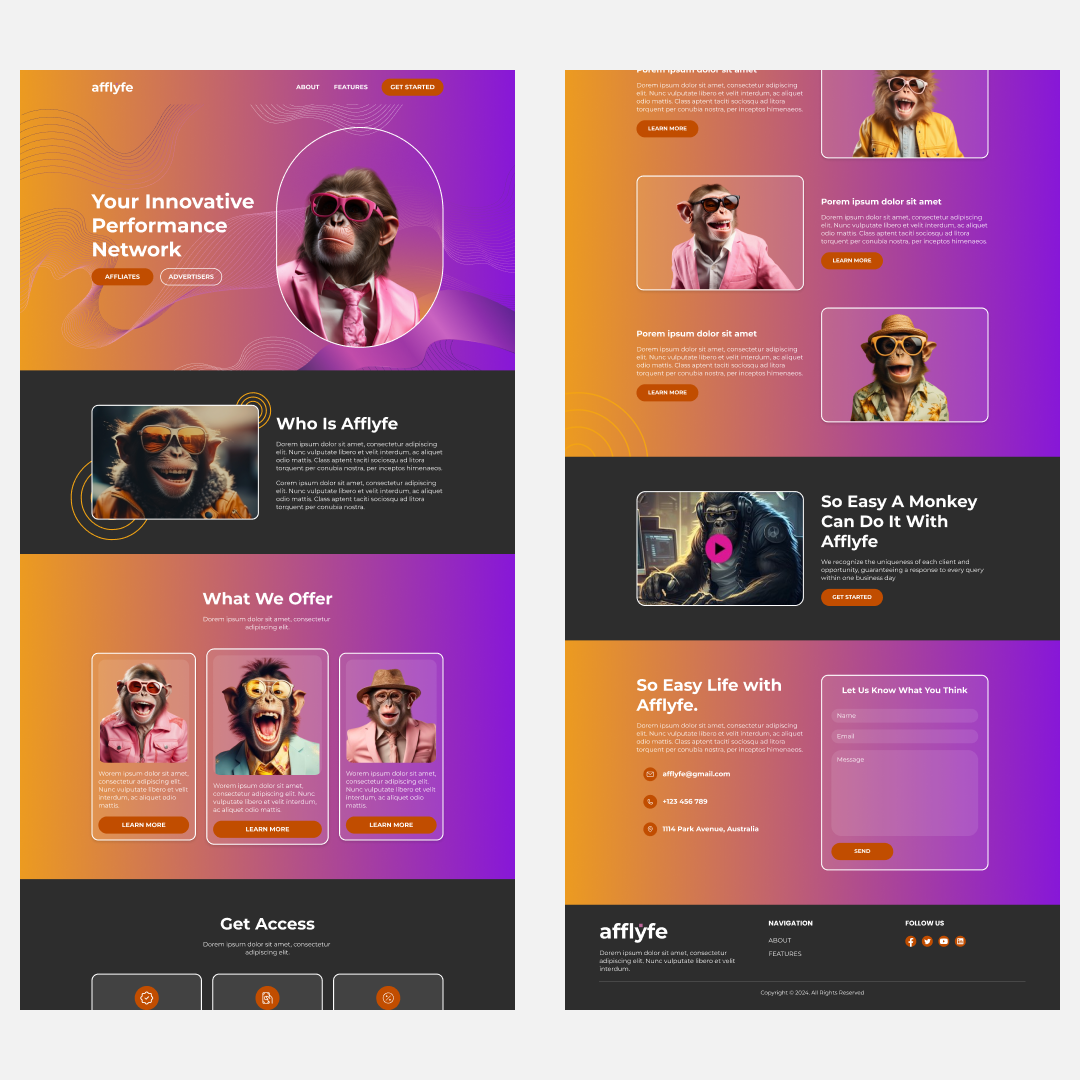 afflyfe
ABOUT
FEATURES
GET STARTED
Your Innovative
Performance
Network
AFFLIATES
ADVERTISERS
Who Is Afflyfe
Dorem ipsum dolor sit amet, consectetur adipiscing
elit. Nunc vulputate libero et velit interdum, ac aliquet
odio mattis. Class aptent taciti sociosqu ad litora
torquent per conubia nostra, per inceptos himenaeos.
Dorem ipsum dolor sit amet, consectetur adipiscing
elit. Nunc vulputate libero et velit interdum, ac aliquet
odio mattis. Class aptent taciti sociosqu ad litora
torquent per conubia nostra.
What We Offer
Dorem ipsum dolor sit amet, consectetur
adipiscing elit.
Worem ipsum dolor sit amet,
consectetur adipiscing elit.
Nunc vulputate libero et velit
interdum, ac aliquet odio
mattis.
LEARN MORE
Worem ipsum dolor sit amet,
consectetur adipiscing elit. Nunc
vulputate libero et velit interdum,
ac aliquet odio mattis.
LEARN MORE
Worem ipsum dolor sit amet,
consectetur adipiscing elit.
Nunc vulputate libero et velit
interdum, ac aliquet odio
mattis.
LEARN MORE
Get Access
Dorem ipsum dolor sit amet, consectetur
adipiscing elit.
Porem ipsum dolor sit amet
Dorem ipsum dolor sit amet, consectetur adipiscing
elit. Nunc vulputate libero et velit interdum, ac aliquet
odio mattis. Class aptent taciti sociosqu ad litora
torquent per conubia nostra, per inceptos himenaeos.
LEARN MORE
Porem ipsum dolor sit amet
Dorem ipsum dolor sit amet, consectetur adipiscing
elit. Nunc vulputate libero et velit interdum, ac aliquet
odio mattis. Class aptent taciti sociosqu ad litora
torquent per conubia nostra, per inceptos himenaeos.
LEARN MORE
Porem ipsum dolor sit amet
Dorem ipsum dolor sit amet, consectetur adipiscing
elit. Nunc vulputate libero et velit interdum, ac aliquet
odio mattis. Class aptent taciti sociosqu ad litora
torquent per conubia nostra, per inceptos himenaeos.
LEARN MORE
So Easy A Monkey
Can Do It With
Afflyfe
We recognize the uniqueness of each client and
opportunity, guaranteeing a response to every query
within one business day
GET STARTED
So Easy Life with
Afflyfe.
Dorem ipsum dolor sit amet, consectetur adipiscing
elit. Nunc vulputate libero et velit interdum, ac aliquet
odio mattis. Class aptent taciti sociosqu ad litora
torquent per conubia nostra, per inceptos himenaeos.
afflyfe@gmail.com
+123 456 789
1114 Park Avenue, Australia
Let Us Know What You Think
Name
Email
Message
SEND
afflyfe
Dorem ipsum dolor sit amet, consectetur
adipiscing elit. Nunc vulputate libero et velit
interdum.
NAVIGATION
ABOUT
FEATURES
FOLLOW US
Copyright © 2024. All Rights Reserved